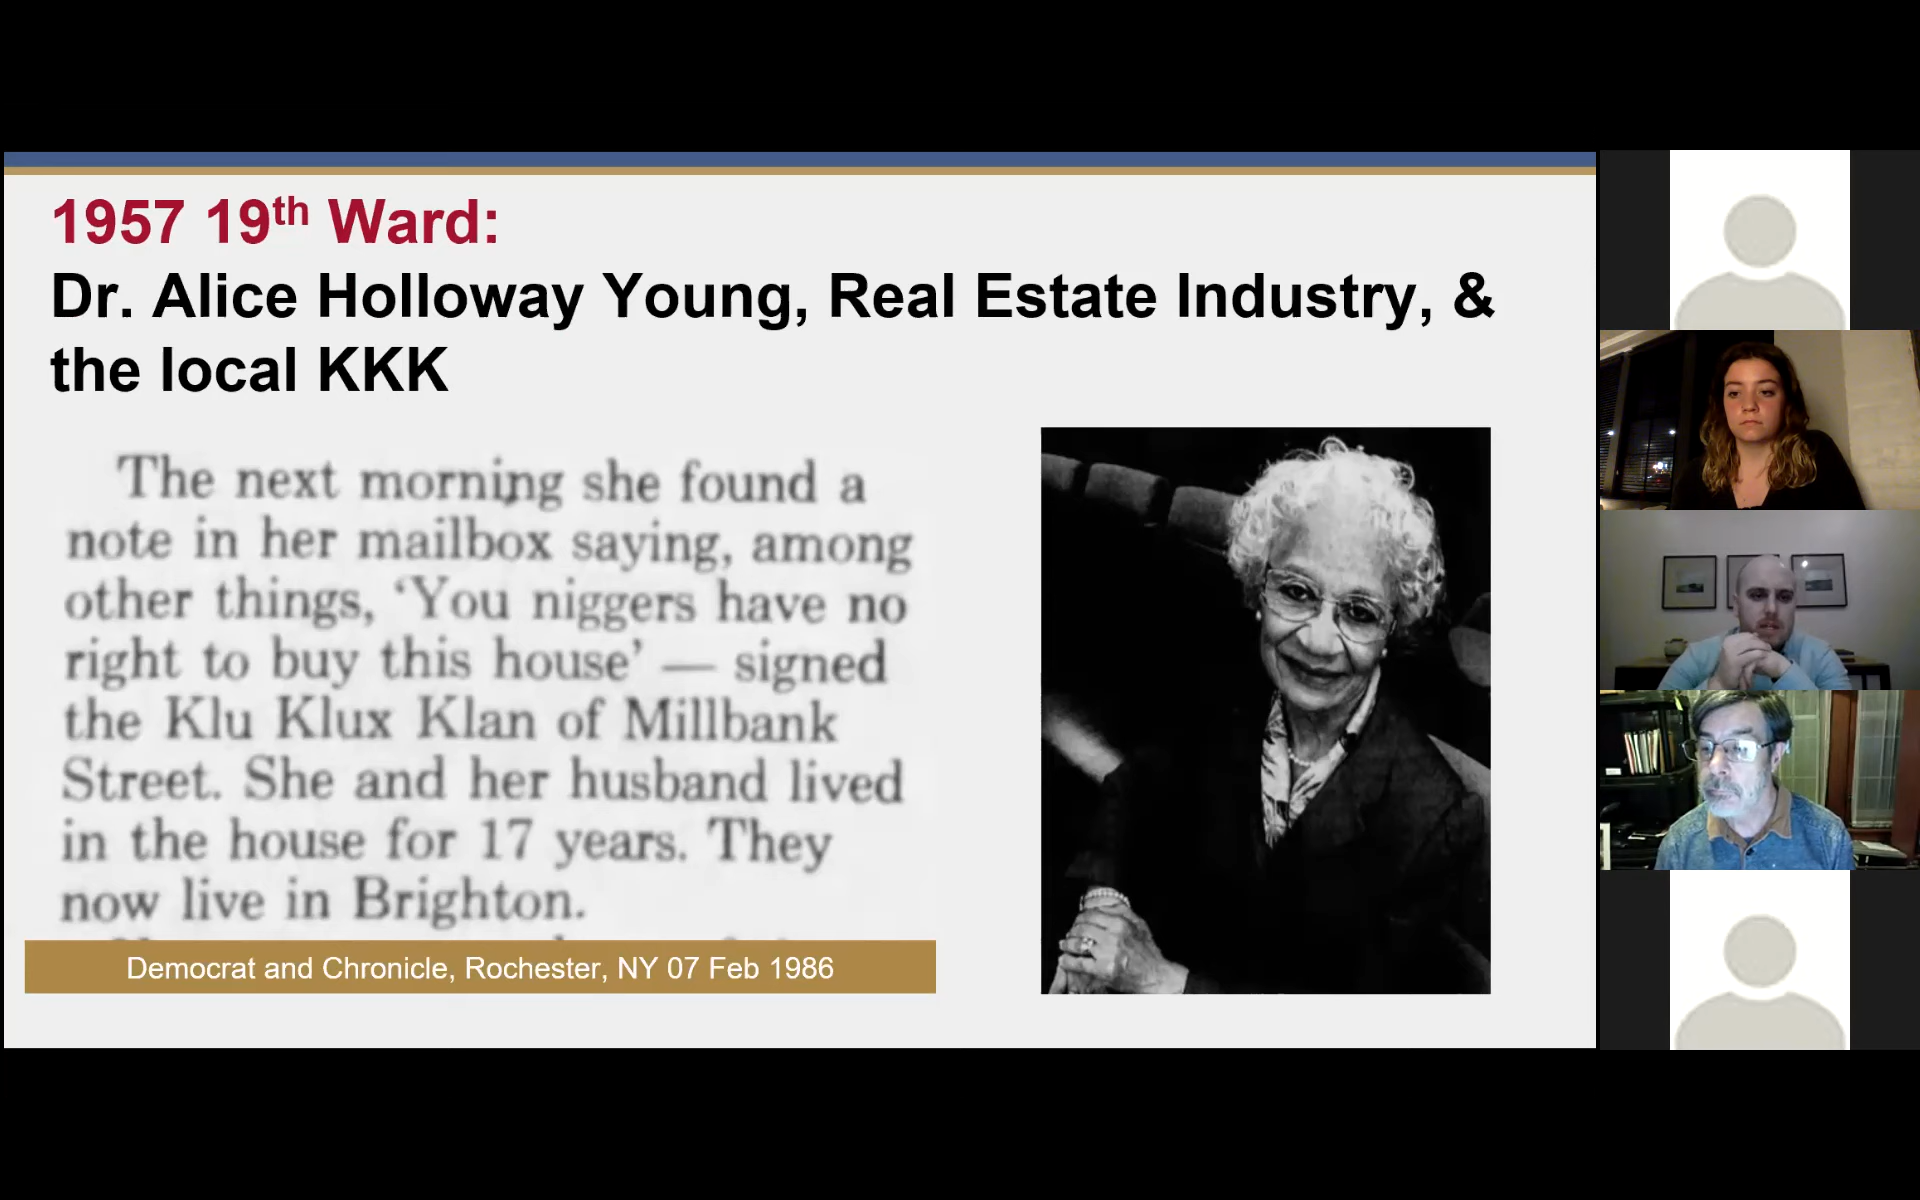 1957 19th Ward:
Dr. Alice Holloway Young, Real Estate Industry, &
the local KKK
The next morning she found a
note in her mailbox saying, among
other things, ‘You niggers have no
right to buy this house’ — signed
the Klu Klux Klan of Millbank
Street. She and her husband lived
in the house for 17 years. They
now live in Brighton.
Democrat and Chronicle, Rochester, NY 07 Feb 1986